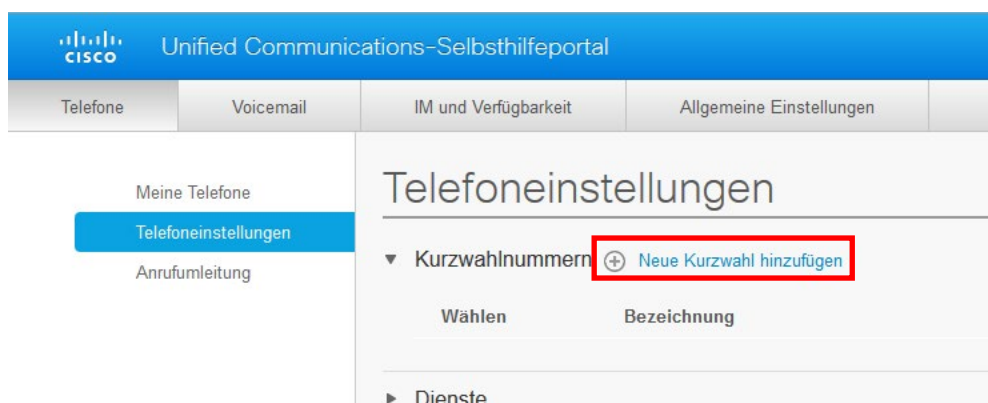 CISCO Unified Communications-Selbsthilfeportal
Telefone Voicemail IM und Verfügbarkeit Allgemeine Einstellungen
Meine Telefone
Telefoneinstellungen
Anrufumleitung
Telefoneinstellungen
Kurzwahlnummern Neue Kurzwahl hinzufügen
Wählen Bezeichnung
Dienste